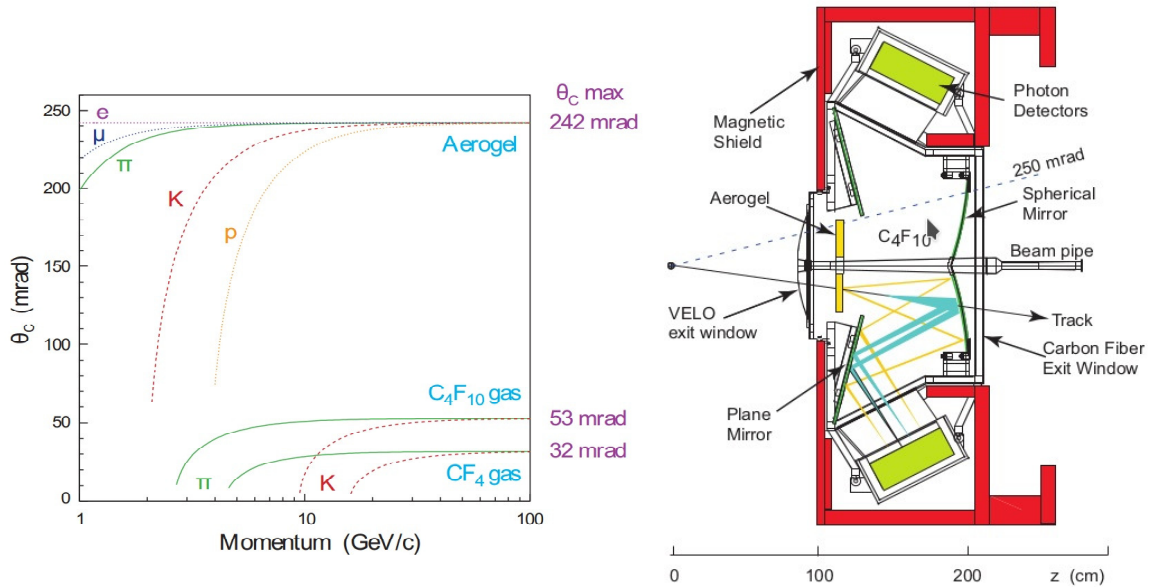 θC (mrad)
250
200
150
100
50
0
e
μ
π
K
p
Aerogel
C4F10 gas
π
K
CF4 gas
1
10
100
Momentum (GeV/c)
θC max
242 mrad
53 mrad
32 mrad
Magnetic
Shield
Photon
Detectors
250 mrad
Aerogel
Spherical
Mirror
C4F10
Beam pipe
VELO
exit window
Track
Carbon Fiber
Exit Window
Plane
Mirror
0
100
200
z (cm)